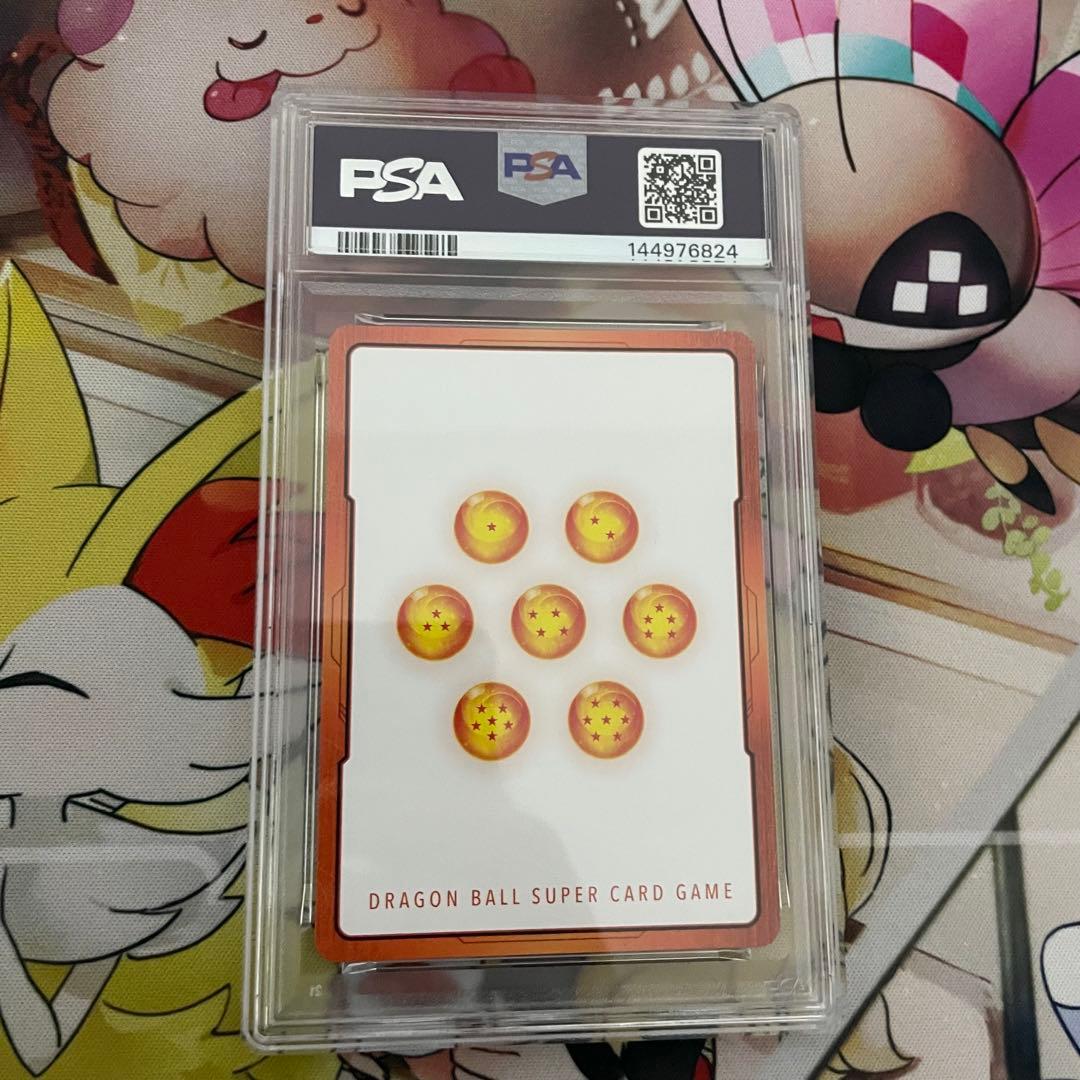 PSA
PSA
144976824
DRAGON BALL SUPER CARD GAME